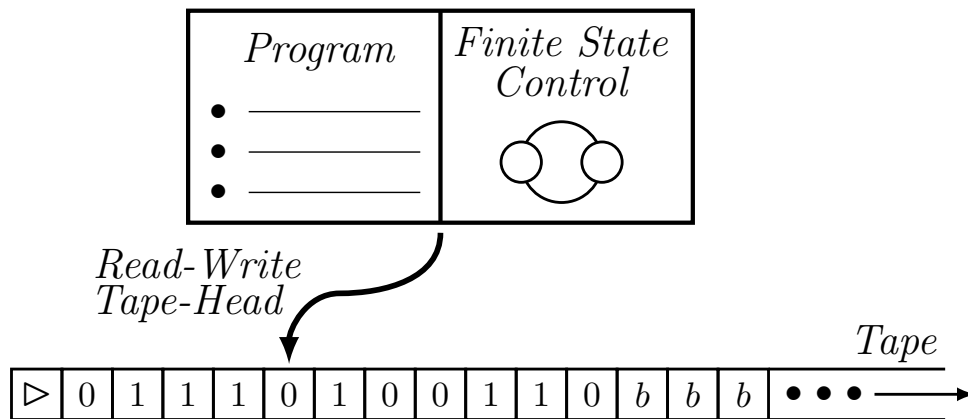 Program
Finite State
Control
Read-Write
Tape-Head
Tape
▷ 0 1 1 1 0 1 0 0 1 1 0 b b b